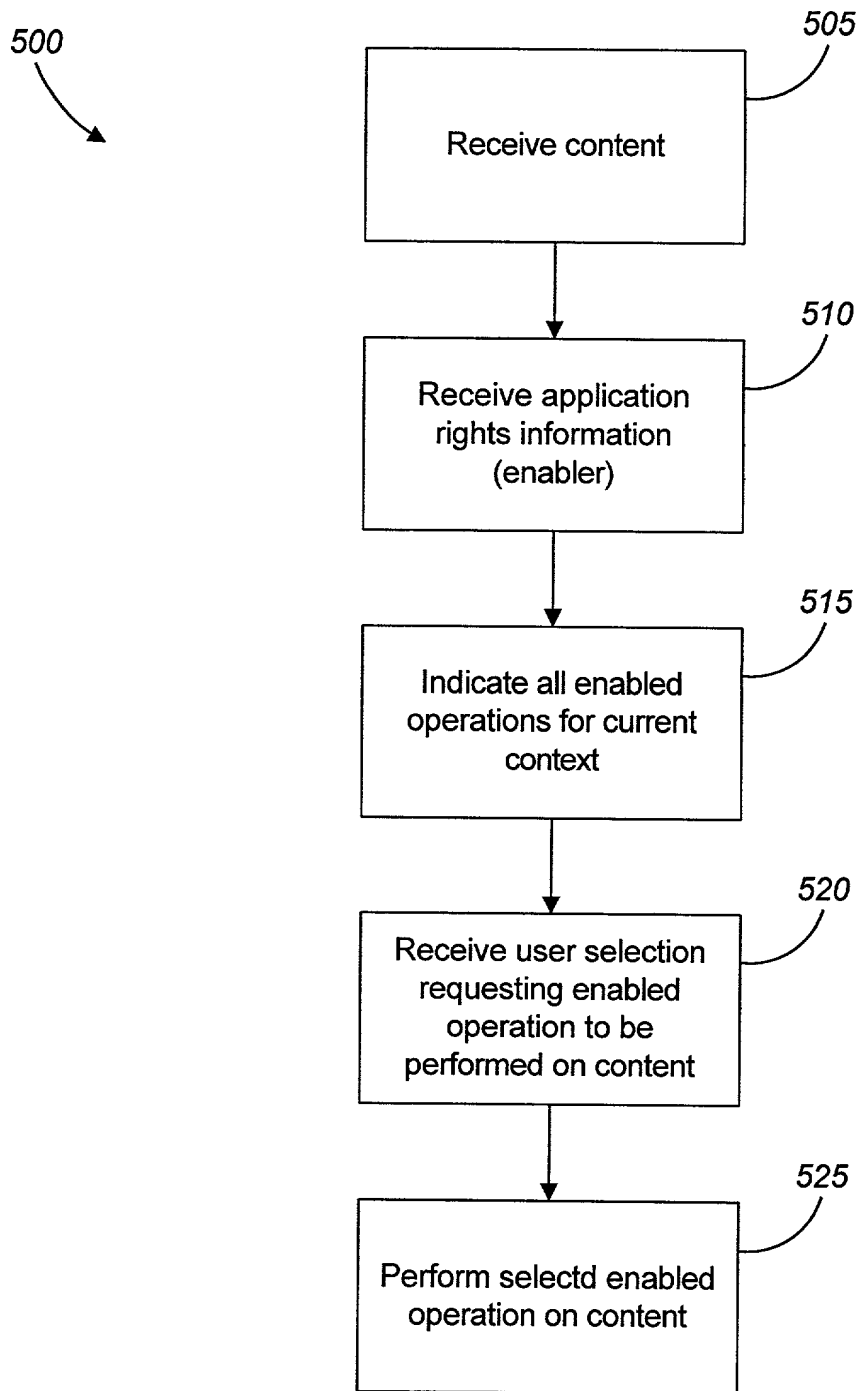 500
505
Receive content
510
Receive application
rights information
(enabler)
515
Indicate all enabled
operations for current
context
520
Receive user selection
requesting enabled
operation to be
performed on content
525
Perform selectd enabled
operation on content